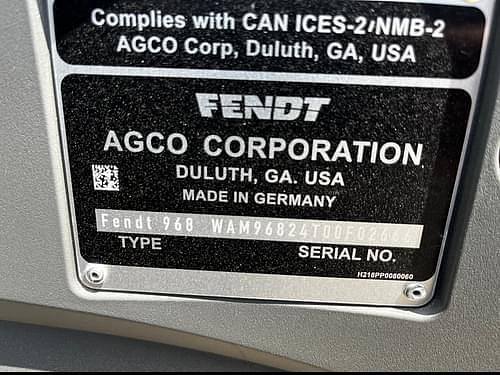 Complies with CAN ICES-2/NMB-2
AGCO Corp, Duluth, GA, USA
FENDT
AGCO CORPORATION
DULUTH, GA. USA
MADE IN GERMANY
Fendt 968
TYPE
SERIAL NO.
H216PP0080060